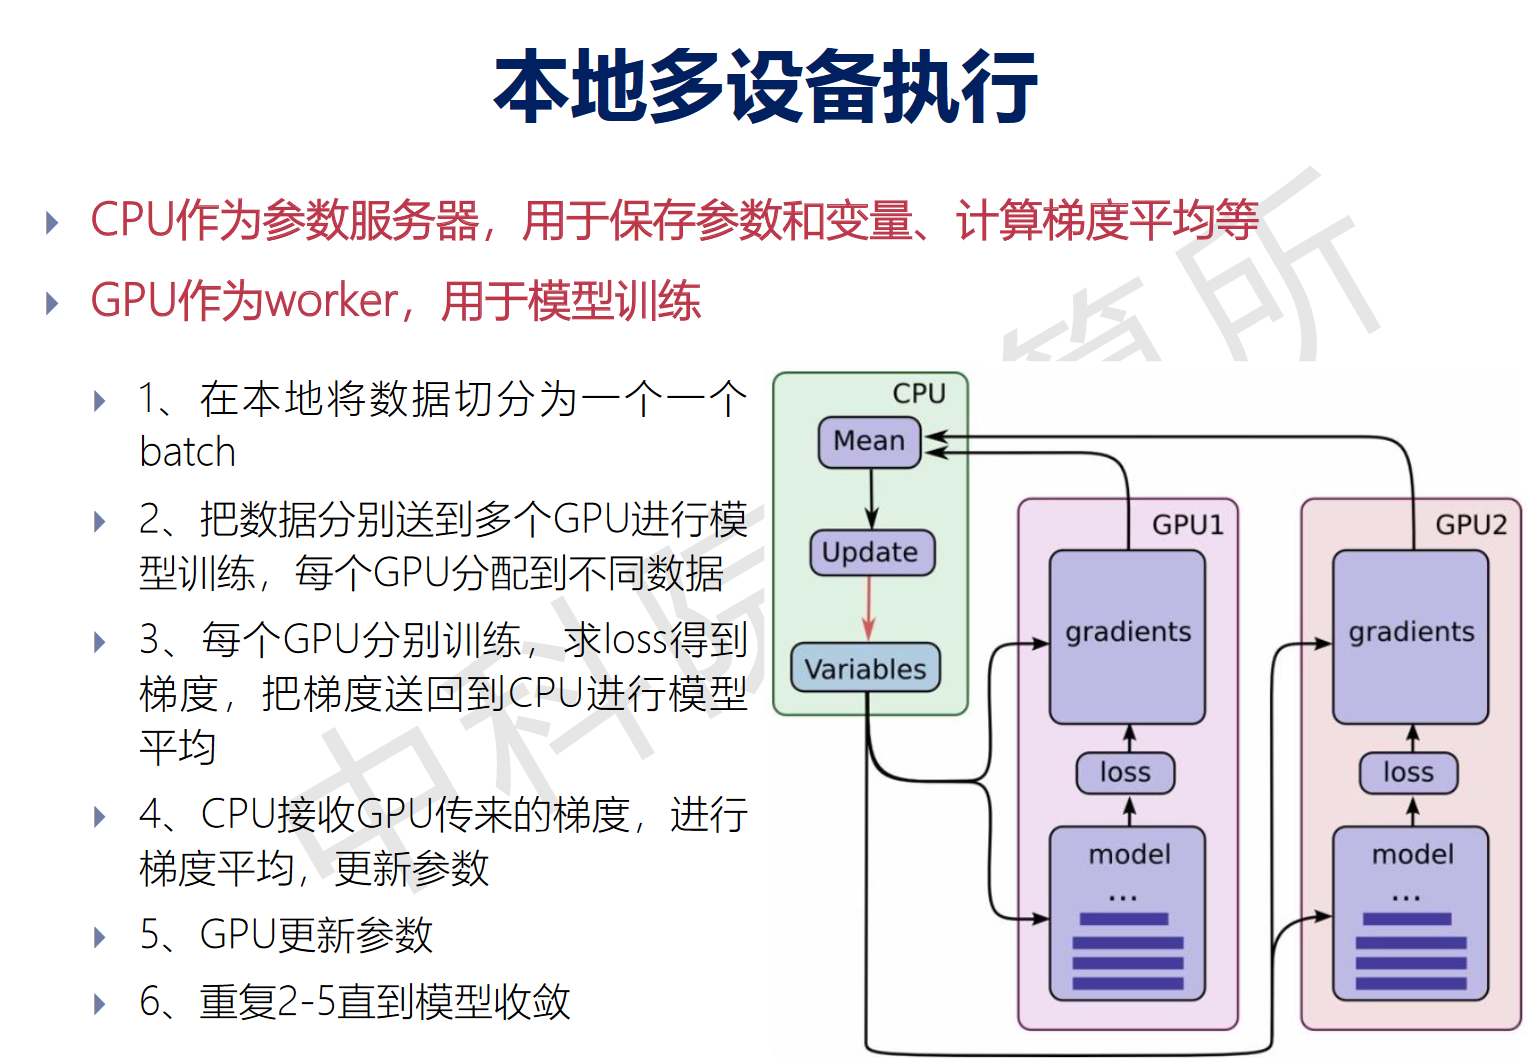 本地多设备执行
CPU作为参数服务器，用于保存参数和变量、计算梯度平均等
GPU作为worker，用于模型训练
1、在本地将数据切分为一个一个
batch
2、把数据分别送到多个GPU进行模
型训练，每个GPU分配到不同数据
3、每个GPU分别训练，求loss得到
梯度，把梯度送回到CPU进行模型
平均
4、CPU接收GPU传来的梯度，进行
梯度平均，更新参数
5、GPU更新参数
6、重复2-5直到模型收敛
CPU
Mean
Update
Variables
GPU1
gradients
loss
model
...
GPU2
gradients
loss
model
...
中科院
算所